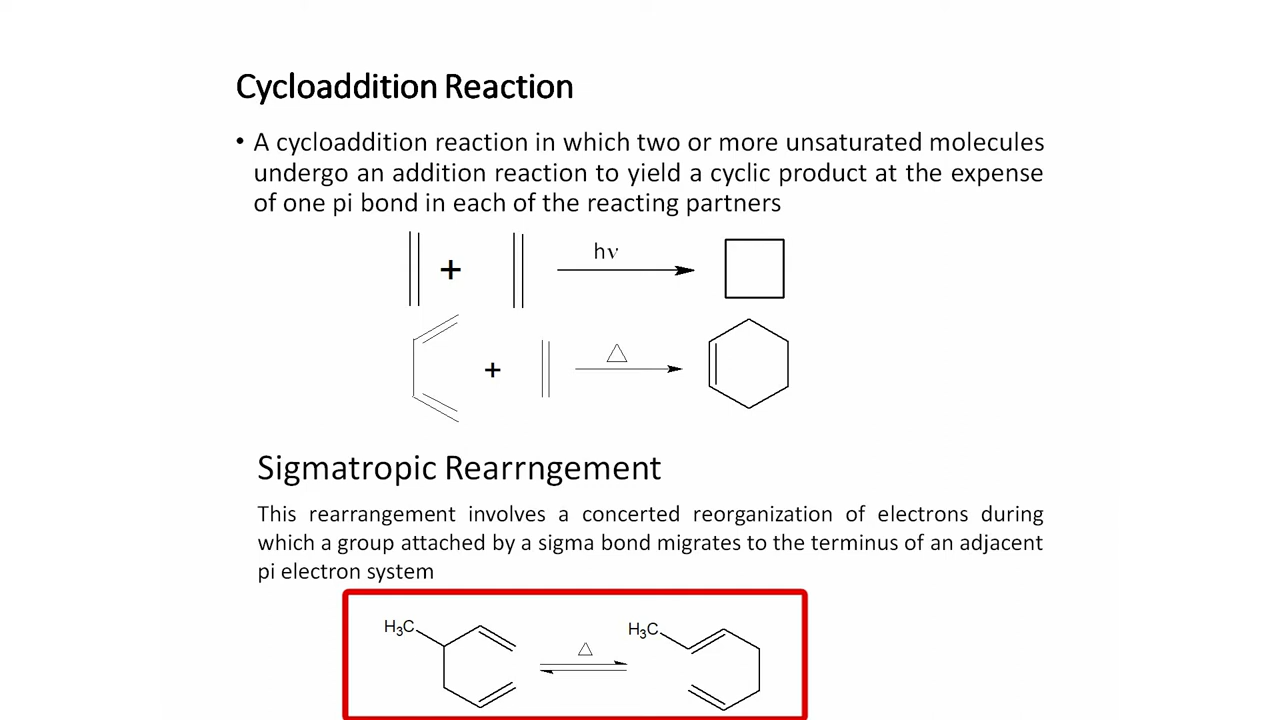 Cycloaddition Reaction
• A cycloaddition reaction in which two or more unsaturated molecules
undergo an addition reaction to yield a cyclic product at the expense
of one pi bond in each of the reacting partners
+ hν
+ △
Sigmatropic Rearrngement
This rearrangement involves a concerted reorganization of electrons during
which a group attached by a sigma bond migrates to the terminus of an adjacent
pi electron system
H₃C △ H₃C